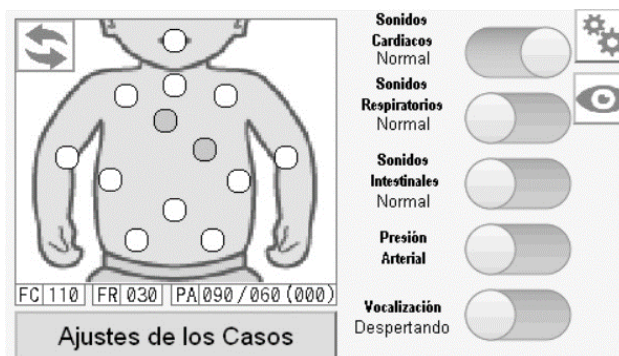 Sonidos
Cardiacos
Normal
Sonidos
Respiratorios
Normal
Sonidos
Intestinales
Normal
Presión
Arterial
Vocalización
Despertando
FC 110 FR 030 PA 090/060 (000)
Ajustes de los Casos